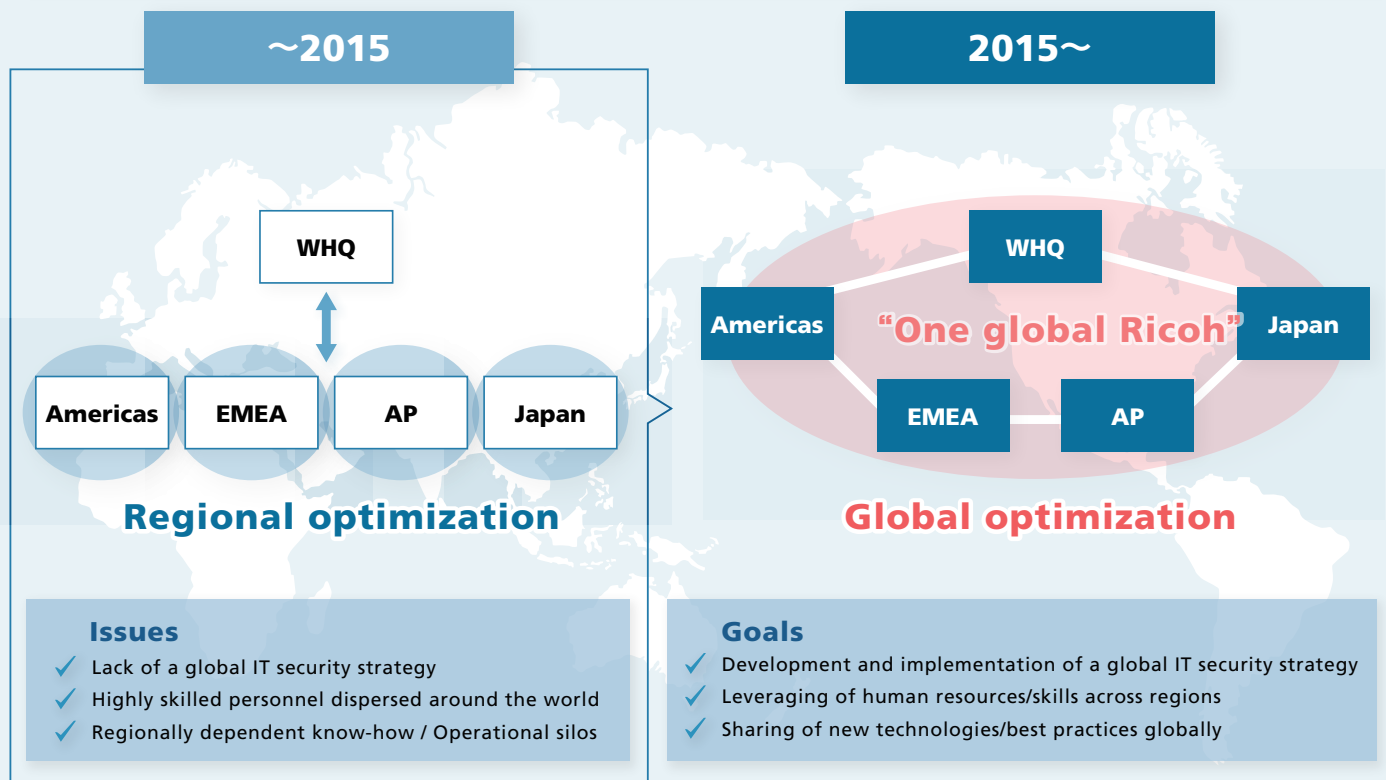 ～2015
WHQ
Americas
EMEA
AP
Japan
Regional optimization
Issues
Lack of a global IT security strategy
Highly skilled personnel dispersed around the world
Regionally dependent know-how / Operational silos
2015～
WHQ
Americas
“One global Ricoh”
Japan
EMEA
AP
Global optimization
Goals
Development and implementation of a global IT security strategy
Leveraging of human resources/skills across regions
Sharing of new technologies/best practices globally